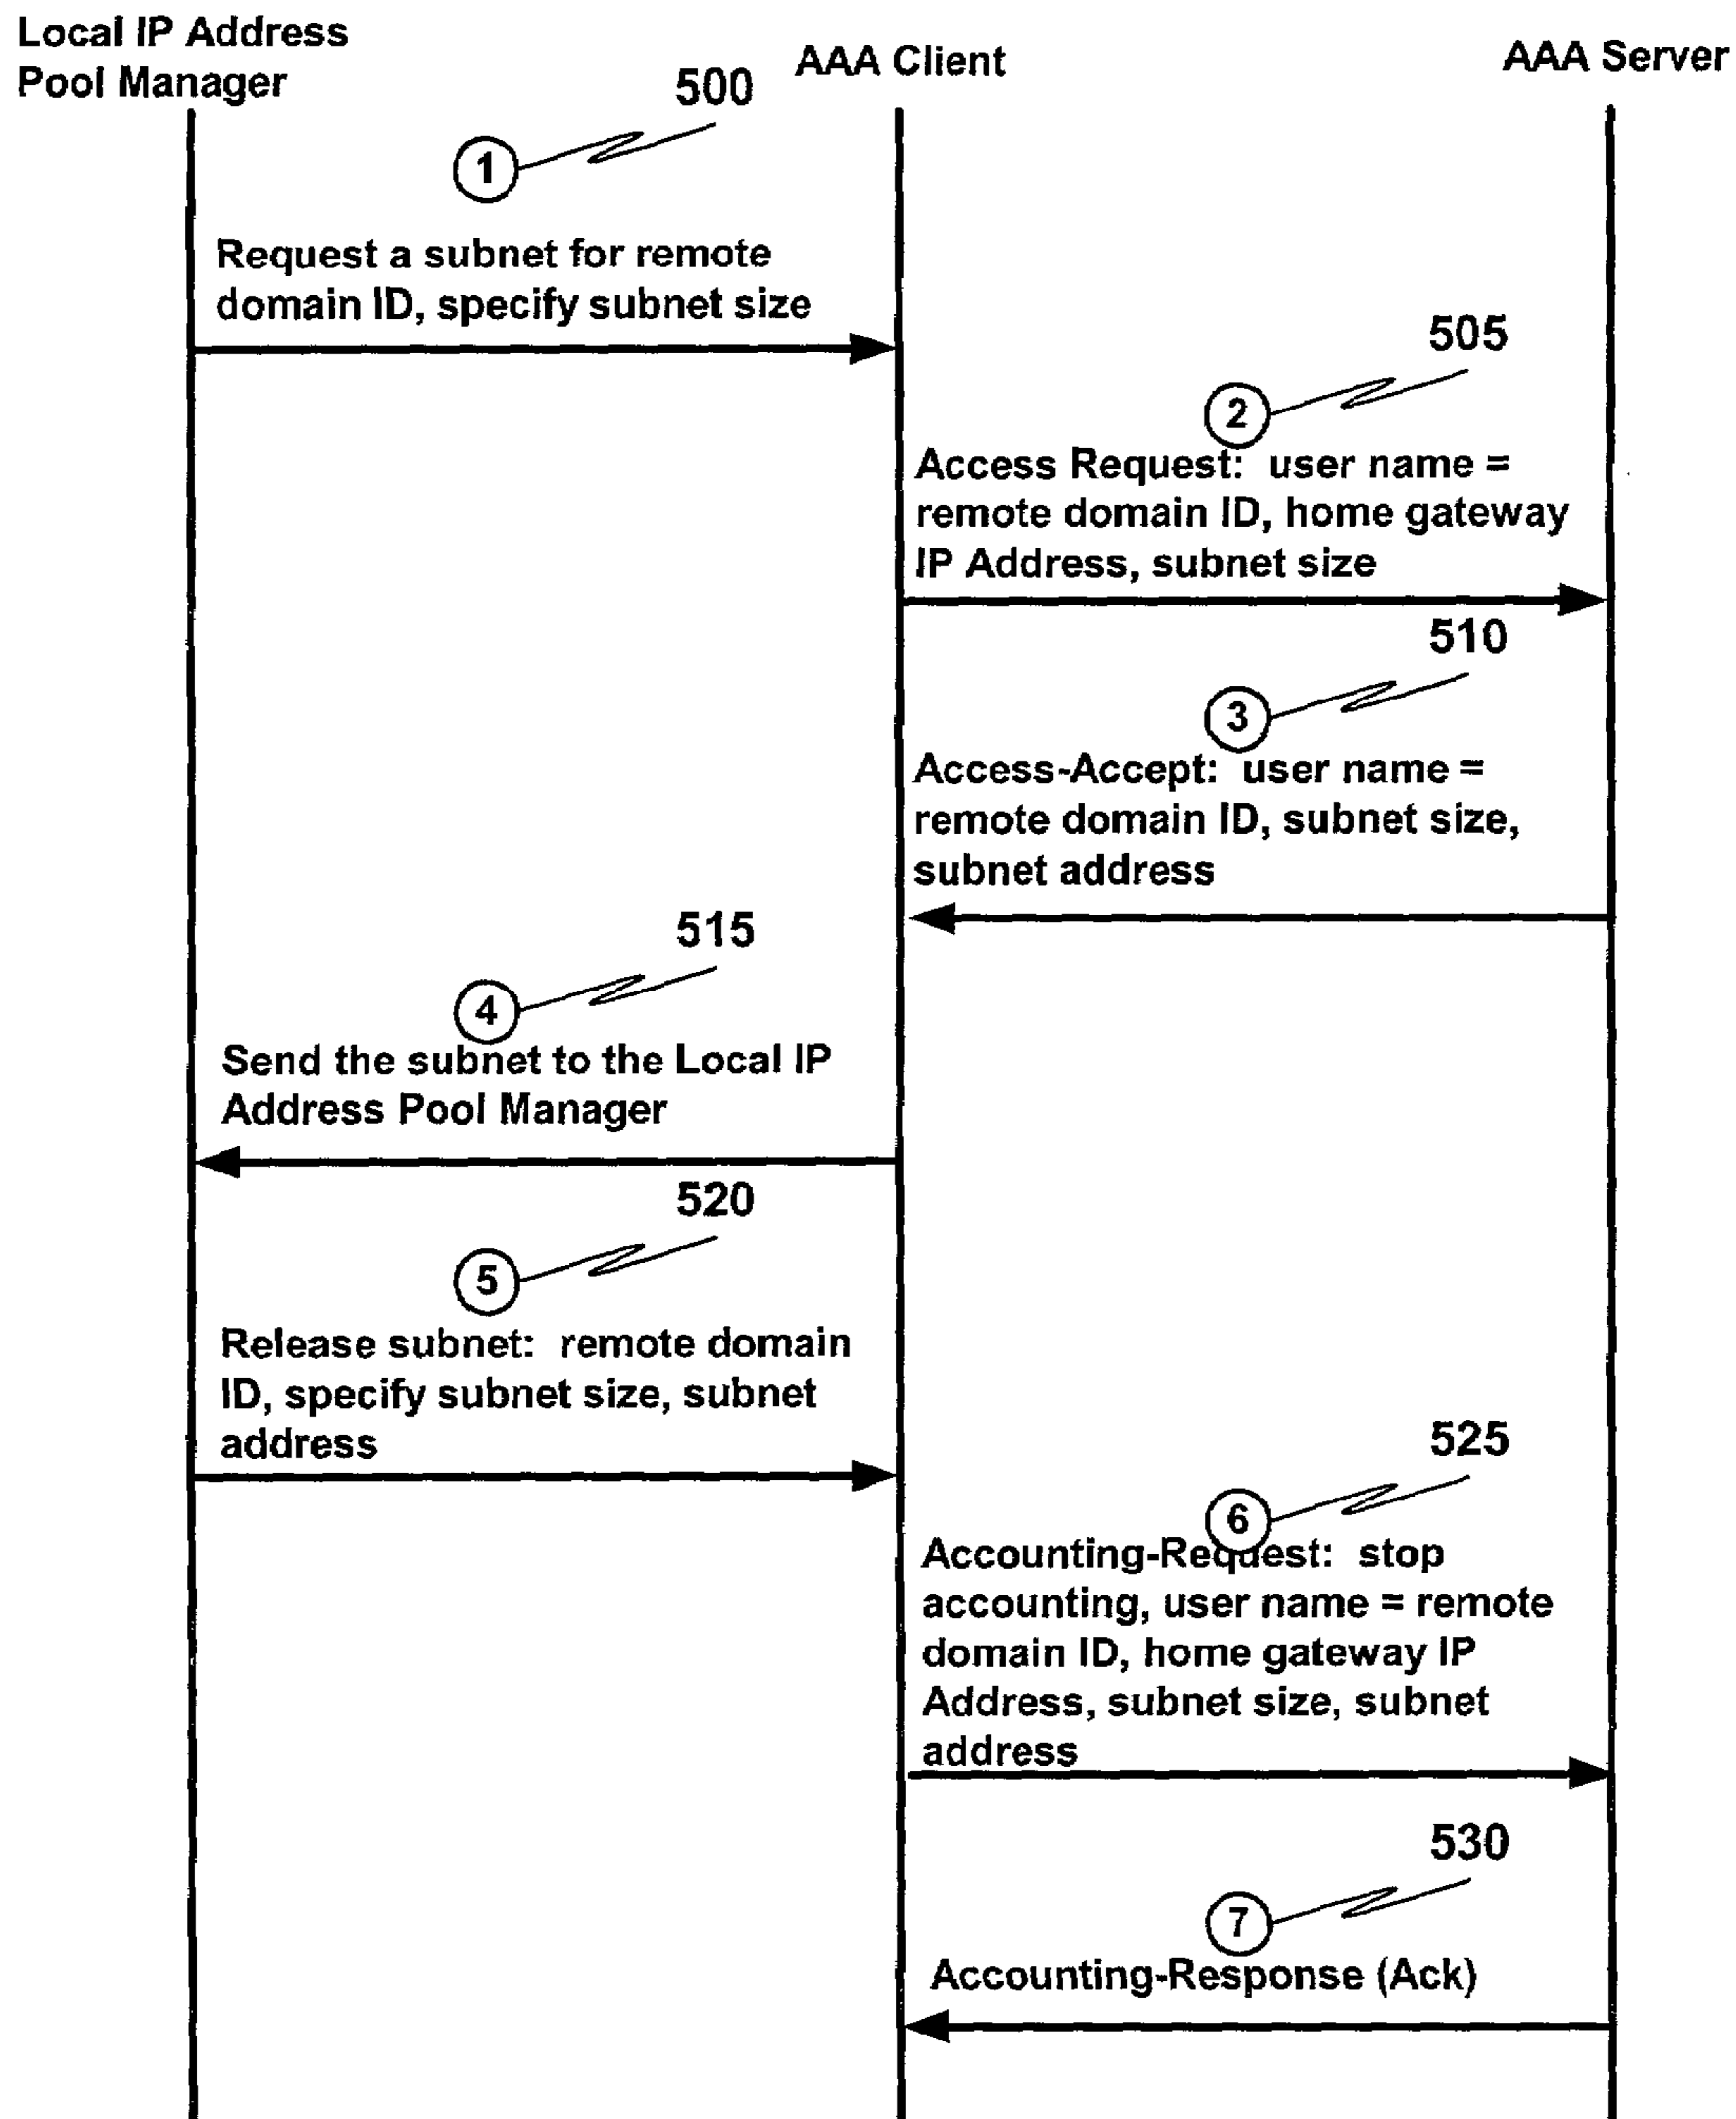 Local IP Address
Pool Manager
AAA Client
AAA Server
500
1
Request a subnet for remote
domain ID, specify subnet size
505
2
Access Request: user name =
remote domain ID, home gateway
IP Address, subnet size
510
3
Access-Accept: user name =
remote domain ID, subnet size,
subnet address
515
4
Send the subnet to the Local IP
Address Pool Manager
520
5
Release subnet: remote domain
ID, specify subnet size, subnet
address
525
6
Accounting-Request: stop
accounting, user name = remote
domain ID, home gateway IP
Address, subnet size, subnet
address
530
7
Accounting-Response (Ack)